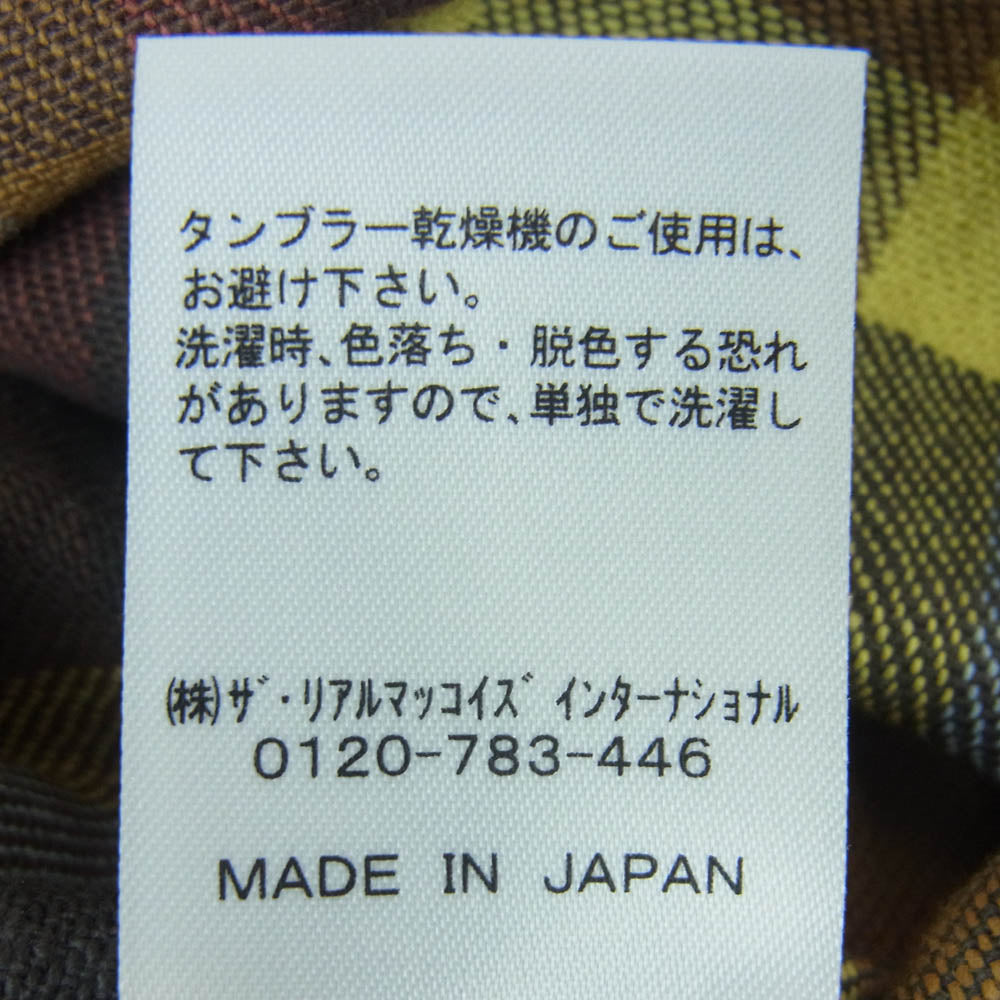 タンブラー乾燥機のご使用は、
お避け下さい。
洗濯時、色落ち・脱色する恐れ
がありますので、単独で洗濯し
て下さい。
㈱ｻﾞ･ﾘｱﾙﾏｯｺｲｽﾞ ｲﾝﾀｰﾅｼｮﾅﾙ
0120-783-446
MADE IN JAPAN